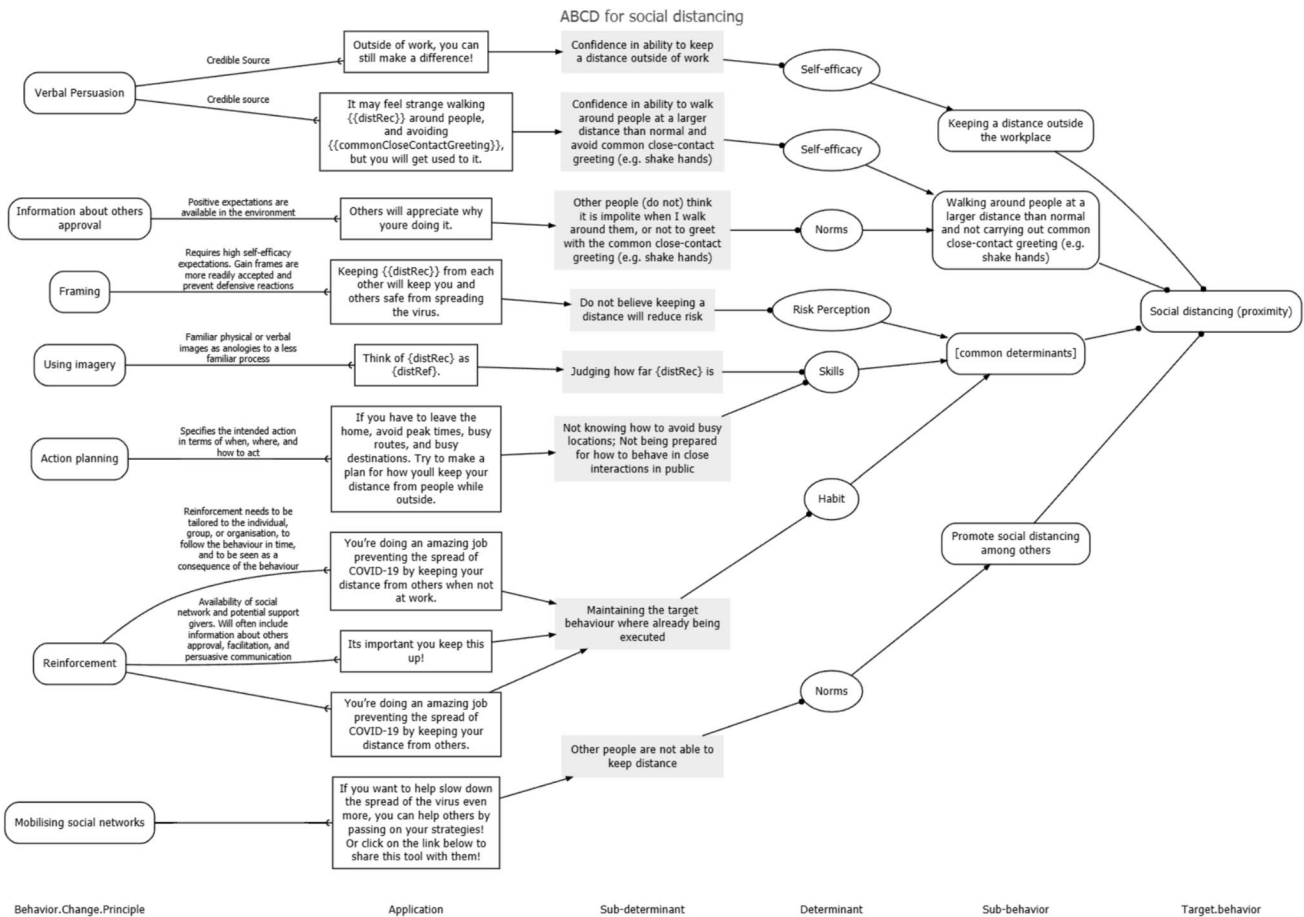 ABCD for social distancing
Verbal Persuasion
Credible Source
Credible source
Outside of work, you can
still make a difference!
Confidence in ability to keep
a distance outside of work
Self-efficacy
It may feel strange walking
{{distRec}} around people,
and avoiding
{{commonCloseContactGreeting}},
but you will get used to it.
Confidence in ability to walk
around people at a larger
distance than normal and
avoid common close-contact
greeting (e.g. shake hands)
Self-efficacy
Keeping a distance outside
the workplace
Information about others
approval
Positive expectations are
available in the environment
Others will appreciate why
youre doing it.
Other people (do not) think
it is impolite when I walk
around them, or not to greet
with the common close-contact
greeting (e.g. shake hands)
Norms
Walking around people at a
larger distance than normal
and not carrying out common
close-contact greeting (e.g.
shake hands)
Framing
Requires high self-efficacy
expectations. Gain frames are
more readily accepted and
prevent defensive reactions
Keeping {{distRec}} from each
other will keep you and
others safe from spreading
the virus.
Do not believe keeping a
distance will reduce risk
Risk Perception
Social distancing (proximity)
Using imagery
Familiar physical or verbal
images as anologies to a less
familiar process
Think of {distRec} as
{distRef}.
Judging how far {distRec} is
Skills
[common determinants]
Action planning
Specifies the intended action
in terms of when, where, and
how to act
If you have to leave the
home, avoid peak times, busy
routes, and busy
destinations. Try to make a
plan for how youll keep your
distance from people while
outside.
Not knowing how to avoid busy
locations; Not being prepared
for how to behave in close
interactions in public
Habit
Reinforcement
Reinforcement needs to be
tailored to the individual,
group, or organisation, to
follow the behaviour in time,
and to be seen as a
consequence of the behaviour
You're doing an amazing job
preventing the spread of
COVID-19 by keeping your
distance from others when not
at work.
Availability of social
network and potential support
givers. Will often include
information about others
approval, facilitation, and
persuasive communication
Its important you keep this
up!
Maintaining the target
behaviour where already being
executed
Promote social distancing
among others
You're doing an amazing job
preventing the spread of
COVID-19 by keeping your
distance from others.
Norms
Other people are not able to
keep distance
Mobilising social networks
If you want to help slow down
the spread of the virus even
more, you can help others by
passing on your strategies!
Or click on the link below to
share this tool with them!
Behavior.Change.Principle
Application
Sub-determinant
Determinant
Sub-behavior
Target.behavior